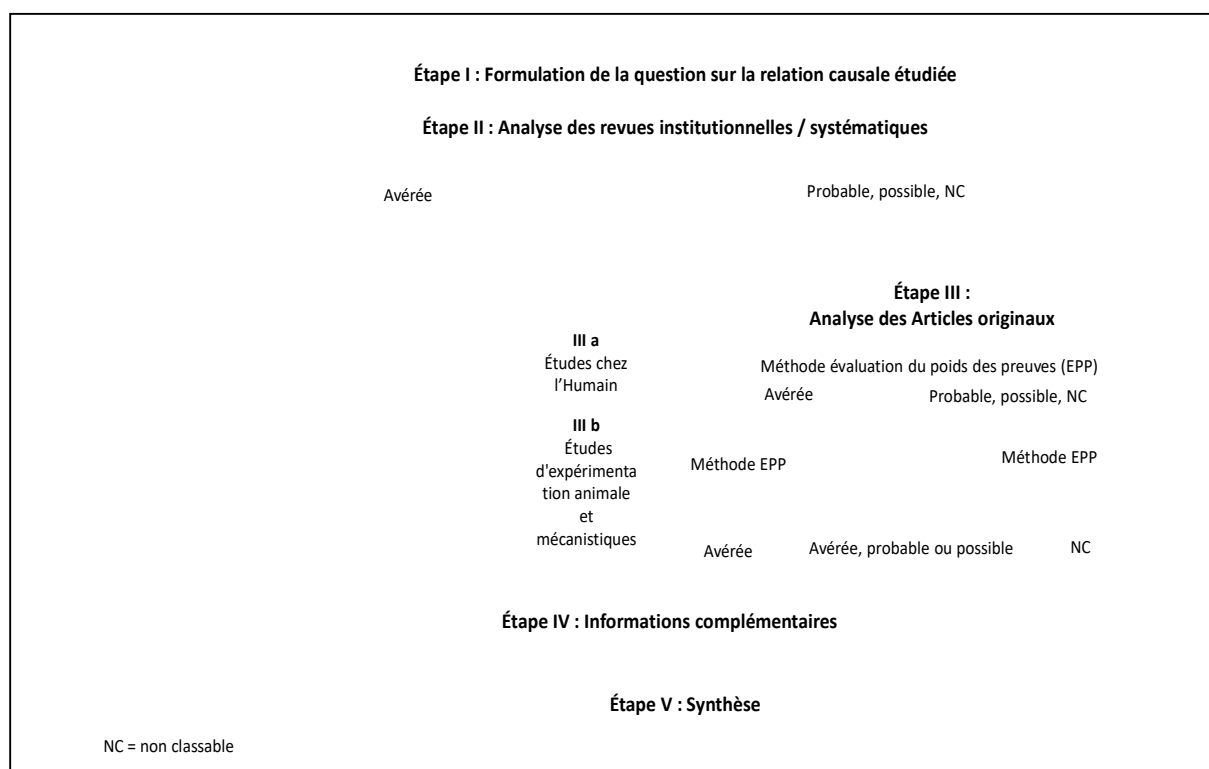 Étape I : Formulation de la question sur la relation causale étudiée
Étape II : Analyse des revues institutionnelles / systématiques
Avérée
Probable, possible, NC
Étape III :
Analyse des Articles originaux
III a
Études chez
l’Humain
Méthode évaluation du poids des preuves (EPP)
Avérée
Probable, possible, NC
III b
Études
d'expérimenta
tion animale
et
mécanistiques
Méthode EPP
Méthode EPP
Avérée
Avérée, probable ou possible
NC
Étape IV : Informations complémentaires
Étape V : Synthèse
NC = non classable